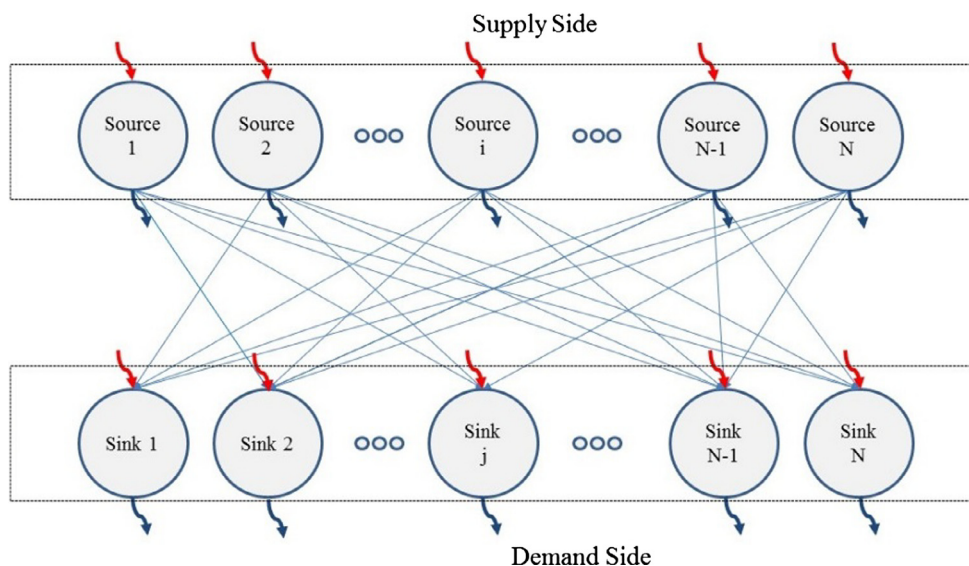 Supply Side
Source
1
Source
2
Source
i
Source
N-1
Source
N
Sink 1
Sink 2
Sink
j
Sink
N-1
Sink
N
Demand Side